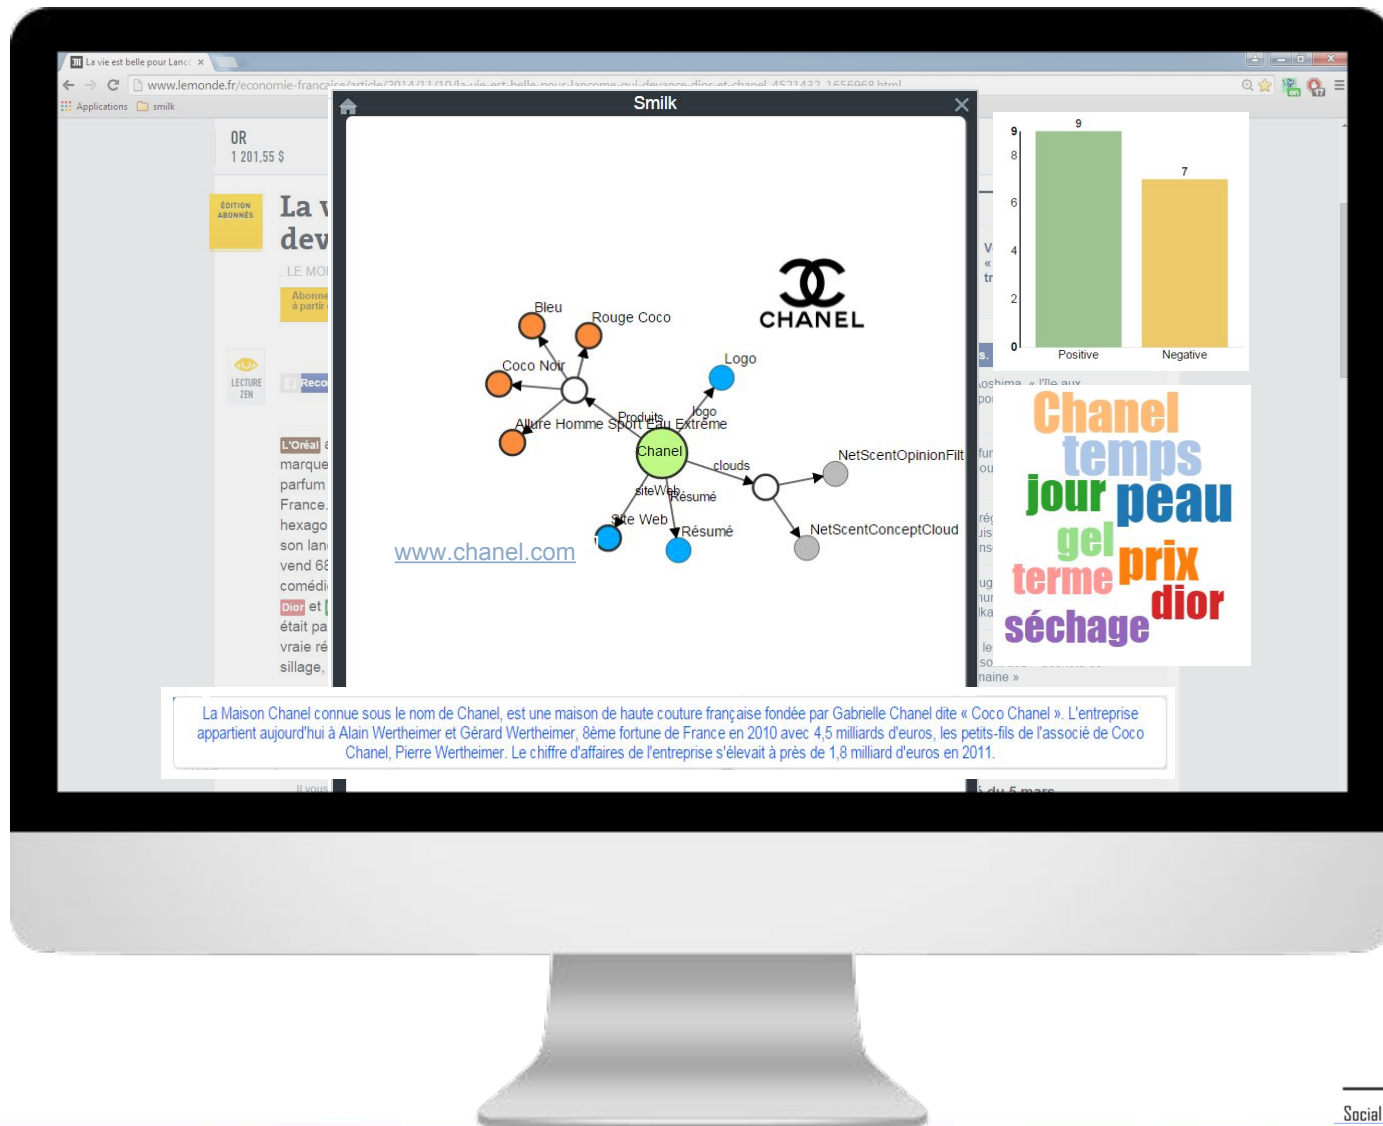 La vie est belle pour Lancô
www.lemonde.fr/economie-francaise/article/2014/11/10/la-vie-est-belle-pour-lancome-qui-devance-dior-et-chanel_4521432_1656968.html
Applications
smilk
OR
1 201,55 $
ÉDITION
ABONNÉS
La v
dev
LE MO
Abonne
à partir
LECTURE
ZEN
Reco
L'Oréal
marque
parfum
France.
hexago
son lan
vend 68
comédi
Dior et
était pa
vraie ré
sillage,
Il vous
Smilk
CHANEL
Bleu
Rouge Coco
Coco Noir
Allure Homme Sport Eau Extrême
Produits
logo
Logo
Chanel
clouds
NetScentOpinionFilt
NetScentConceptCloud
siteWeb
Résumé
Site Web
Résumé
www.chanel.com
9
8
6
4
2
0
9
7
Positive
Negative
Chanel
temps
jour
peau
gel
prix
terme
dior
séchage
maine »
du 5 mars
La Maison Chanel connue sous le nom de Chanel, est une maison de haute couture française fondée par Gabrielle Chanel dite « Coco Chanel ». L'entreprise
appartient aujourd'hui à Alain Wertheimer et Gérard Wertheimer, 8ème fortune de France en 2010 avec 4,5 milliards d'euros, les petits-fils de l'associé de Coco
Chanel, Pierre Wertheimer. Le chiffre d'affaires de l'entreprise s'élevait à près de 1,8 milliard d'euros en 2011.
Social